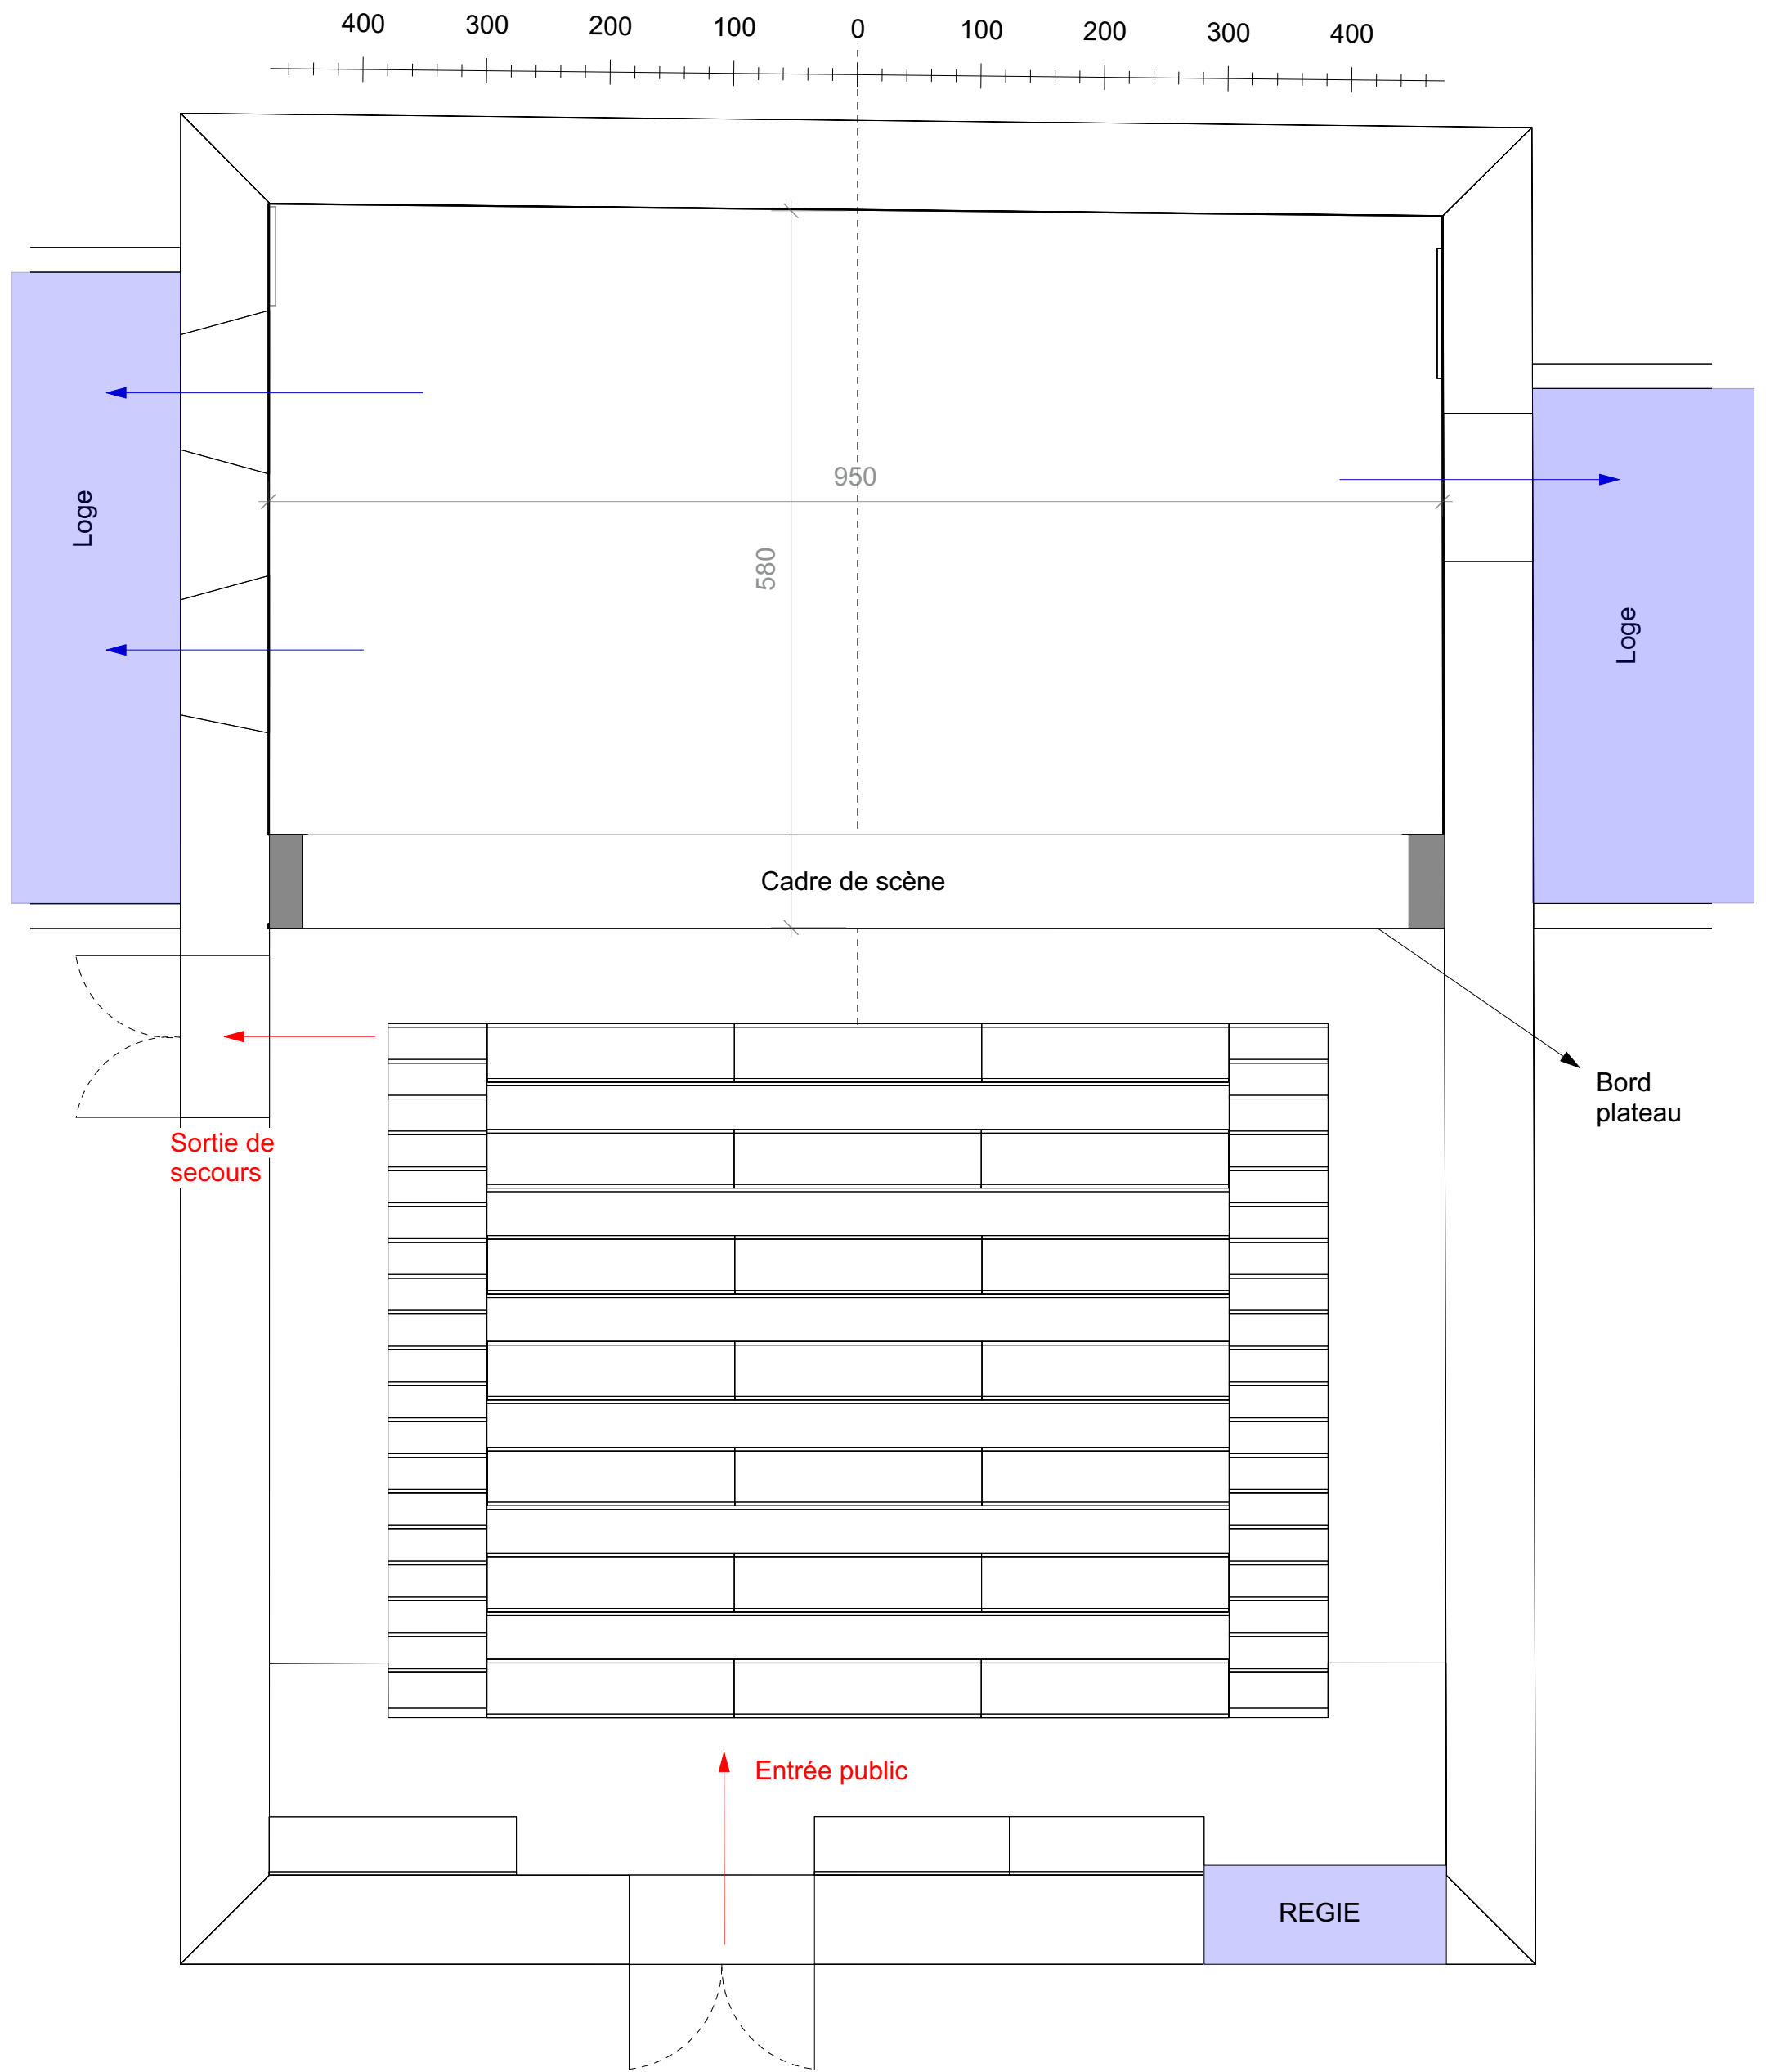 400 300 200 100 0 100 200 300 400
950
580
Loge
Loge
Cadre de scène
Bord
plateau
Sortie de
secours
Entrée public
REGIE